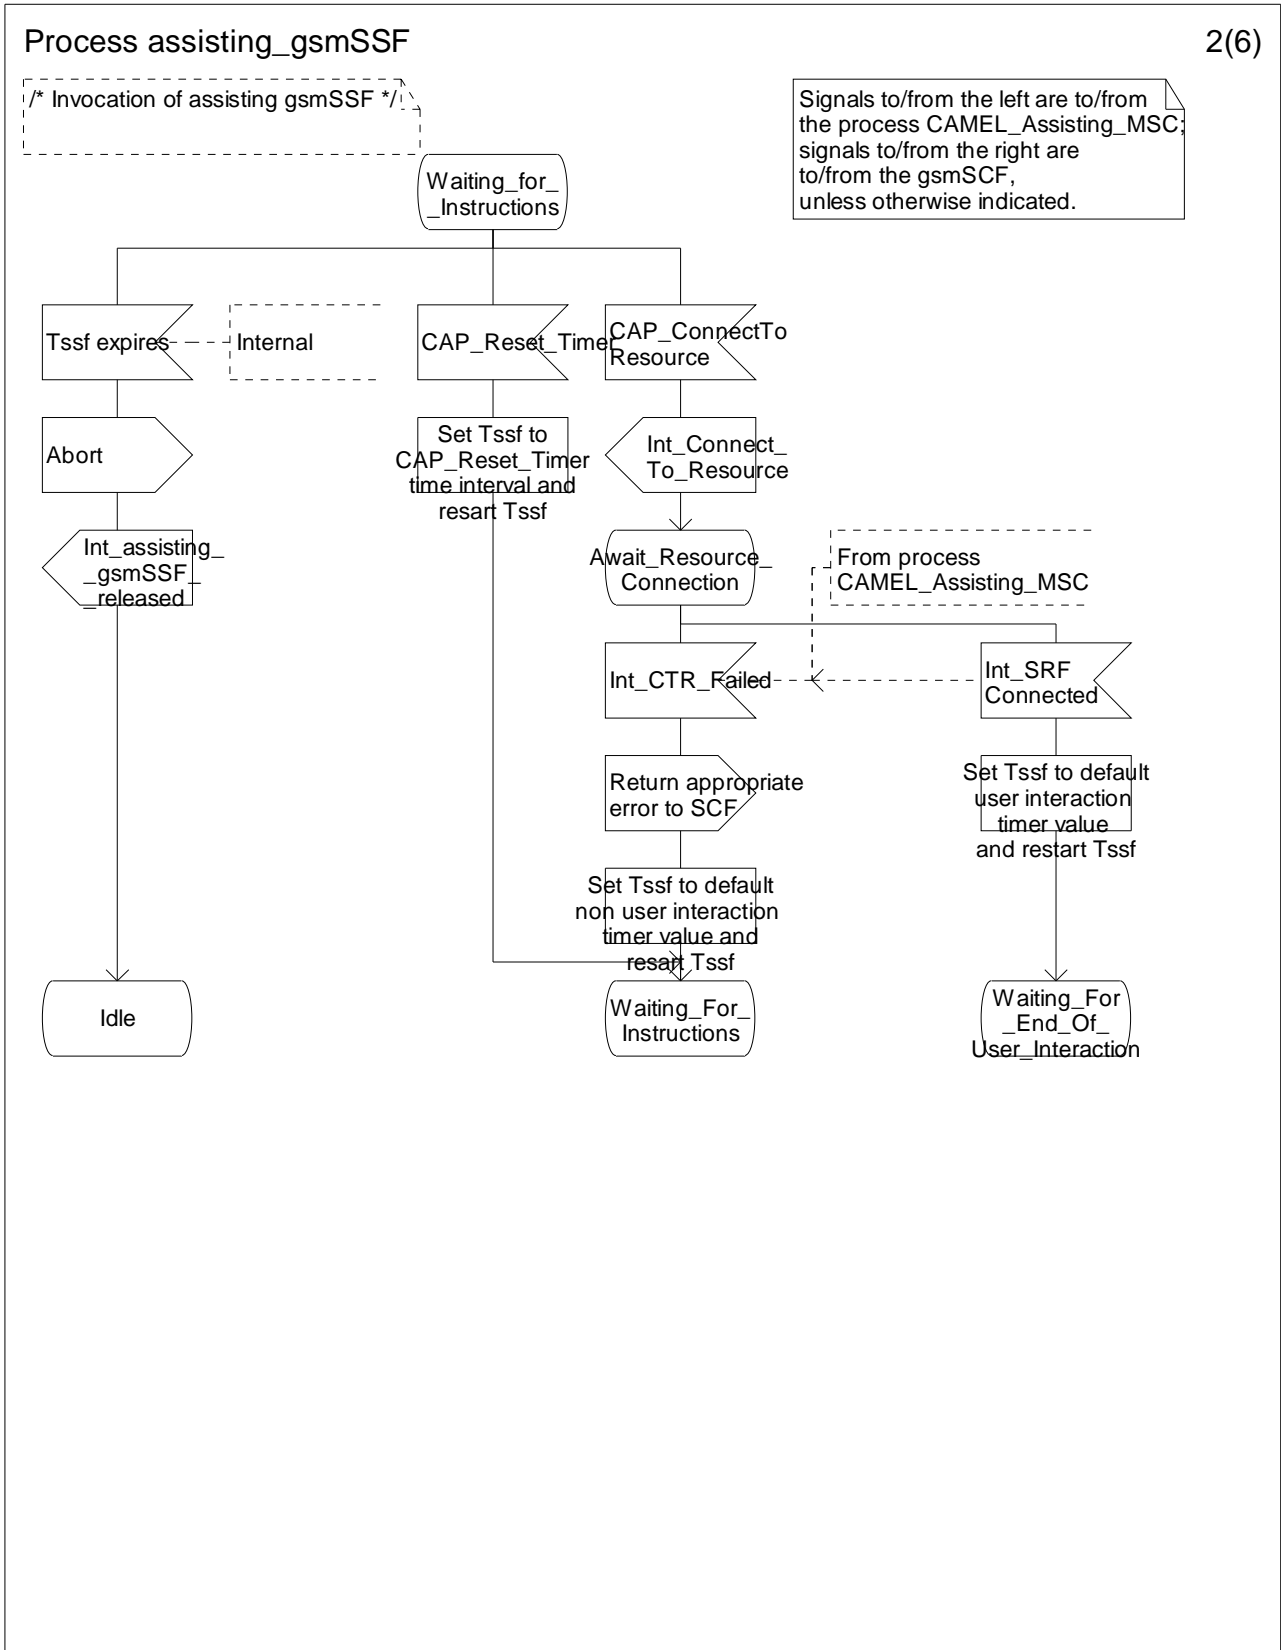 Process assisting_gsmSSF
2(6)
/* Invocation of assisting gsmSSF */
Signals to/from the left are to/from
the process CAMEL_Assisting_MSC;
signals to/from the right are
to/from the gsmSCF,
unless otherwise indicated.
Waiting_for_
_Instructions
Tssf expires
Internal
CAP_Reset_Timer
CAP_ConnectTo
Resource
Abort
Set Tssf to
CAP_Reset_Timer
time interval and
resart Tssf
Int_Connect_
To_Resource
Int_assisting_
_gsmSSF_
_released
Await_Resource_
Connection
From process
CAMEL_Assisting_MSC
Int_CTR_Failed
Int_SRF
Connected
Return appropriate
error to SCF
Set Tssf to default
user interaction
timer value
and restart Tssf
Set Tssf to default
non user interaction
timer value and
resart Tssf
Idle
Waiting_For_
Instructions
Waiting_For
_End_Of_
User_Interaction